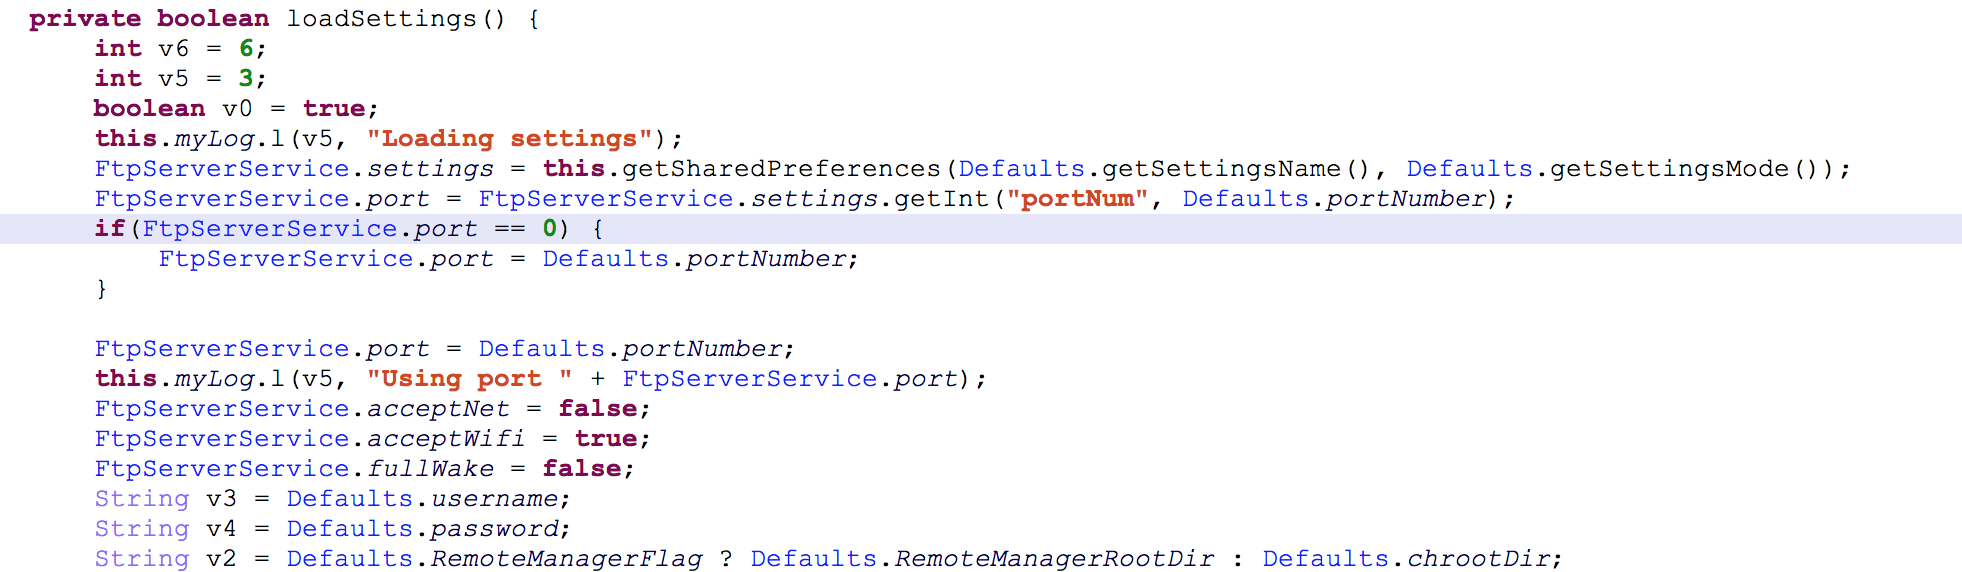 private boolean loadSettings() {
int v6 = 6;
int v5 = 3;
boolean v0 = true;
this.myLog.l(v5, "Loading settings");
FtpServerService.settings = this.getSharedPreferences(Defaults.getSettingsName(), Defaults.getSettingsMode());
FtpServerService.port = FtpServerService.settings.getInt("portNum", Defaults.portNumber);
if(FtpServerService.port == 0) {
FtpServerService.port = Defaults.portNumber;
}
FtpServerService.port = Defaults.portNumber;
this.myLog.l(v5, "Using port " + FtpServerService.port);
FtpServerService.acceptNet = false;
FtpServerService.acceptWifi = true;
FtpServerService.fullWake = false;
String v3 = Defaults.username;
String v4 = Defaults.password;
String v2 = Defaults.RemoteManagerFlag ? Defaults.RemoteManagerRootDir : Defaults.chrootDir;